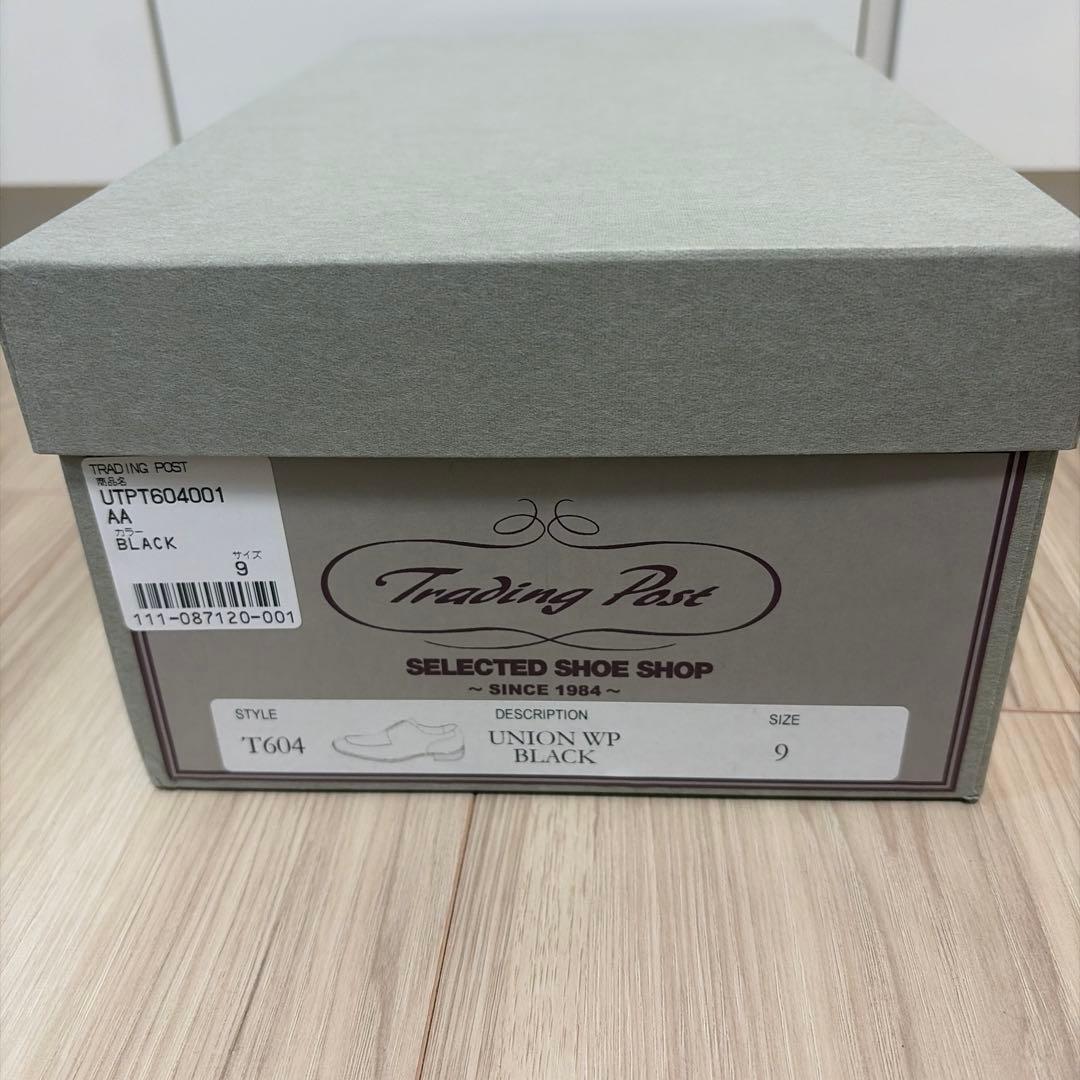 TRADING POST
商品名
UTPT604001
AA
カラー
BLACK
サイズ
9
111-087120-001
Trading Post
SELECTED SHOE SHOP
~ SINCE 1984 ~
STYLE
T604
DESCRIPTION
UNION WP
BLACK
SIZE
9